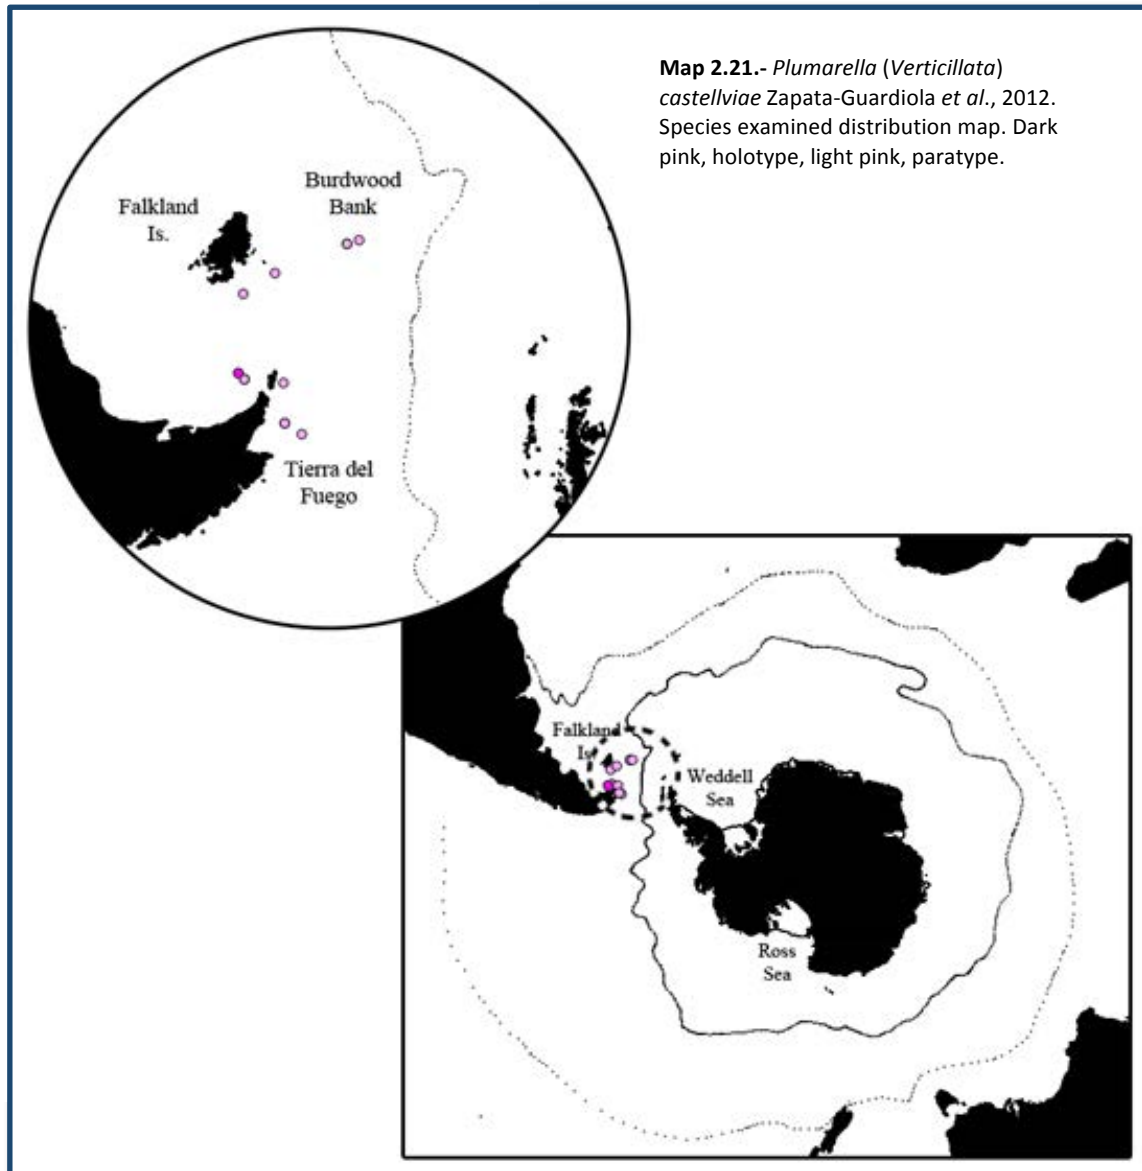 Map 2.21.- Plumarella (Verticillata)
castellviae Zapata-Guardiola et al., 2012.
Species examined distribution map. Dark
pink, holotype, light pink, paratype.
Burdwood
Bank
Falkland
Is.
Tierra del
Fuego
Falkland
Is.
Weddell
Sea
Ross
Sea